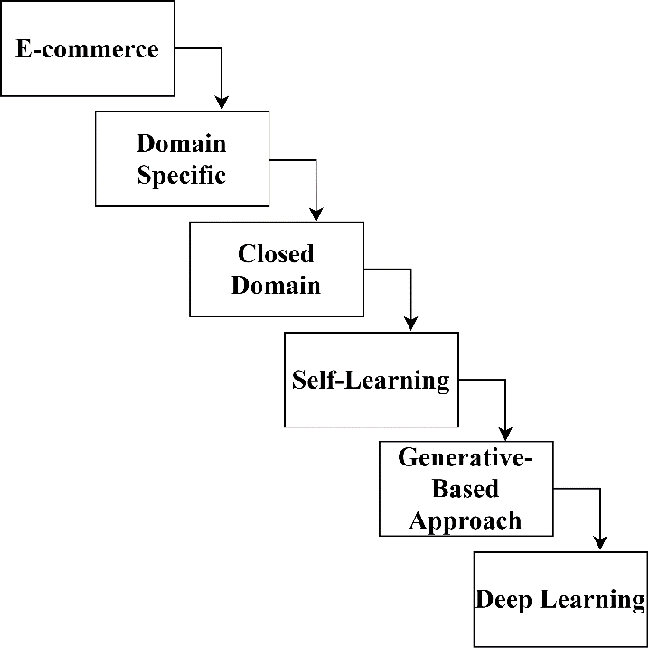 E-commerce
Domain
Specific
Closed
Domain
Self-Learning
Generative-
Based
Approach
Deep Learning